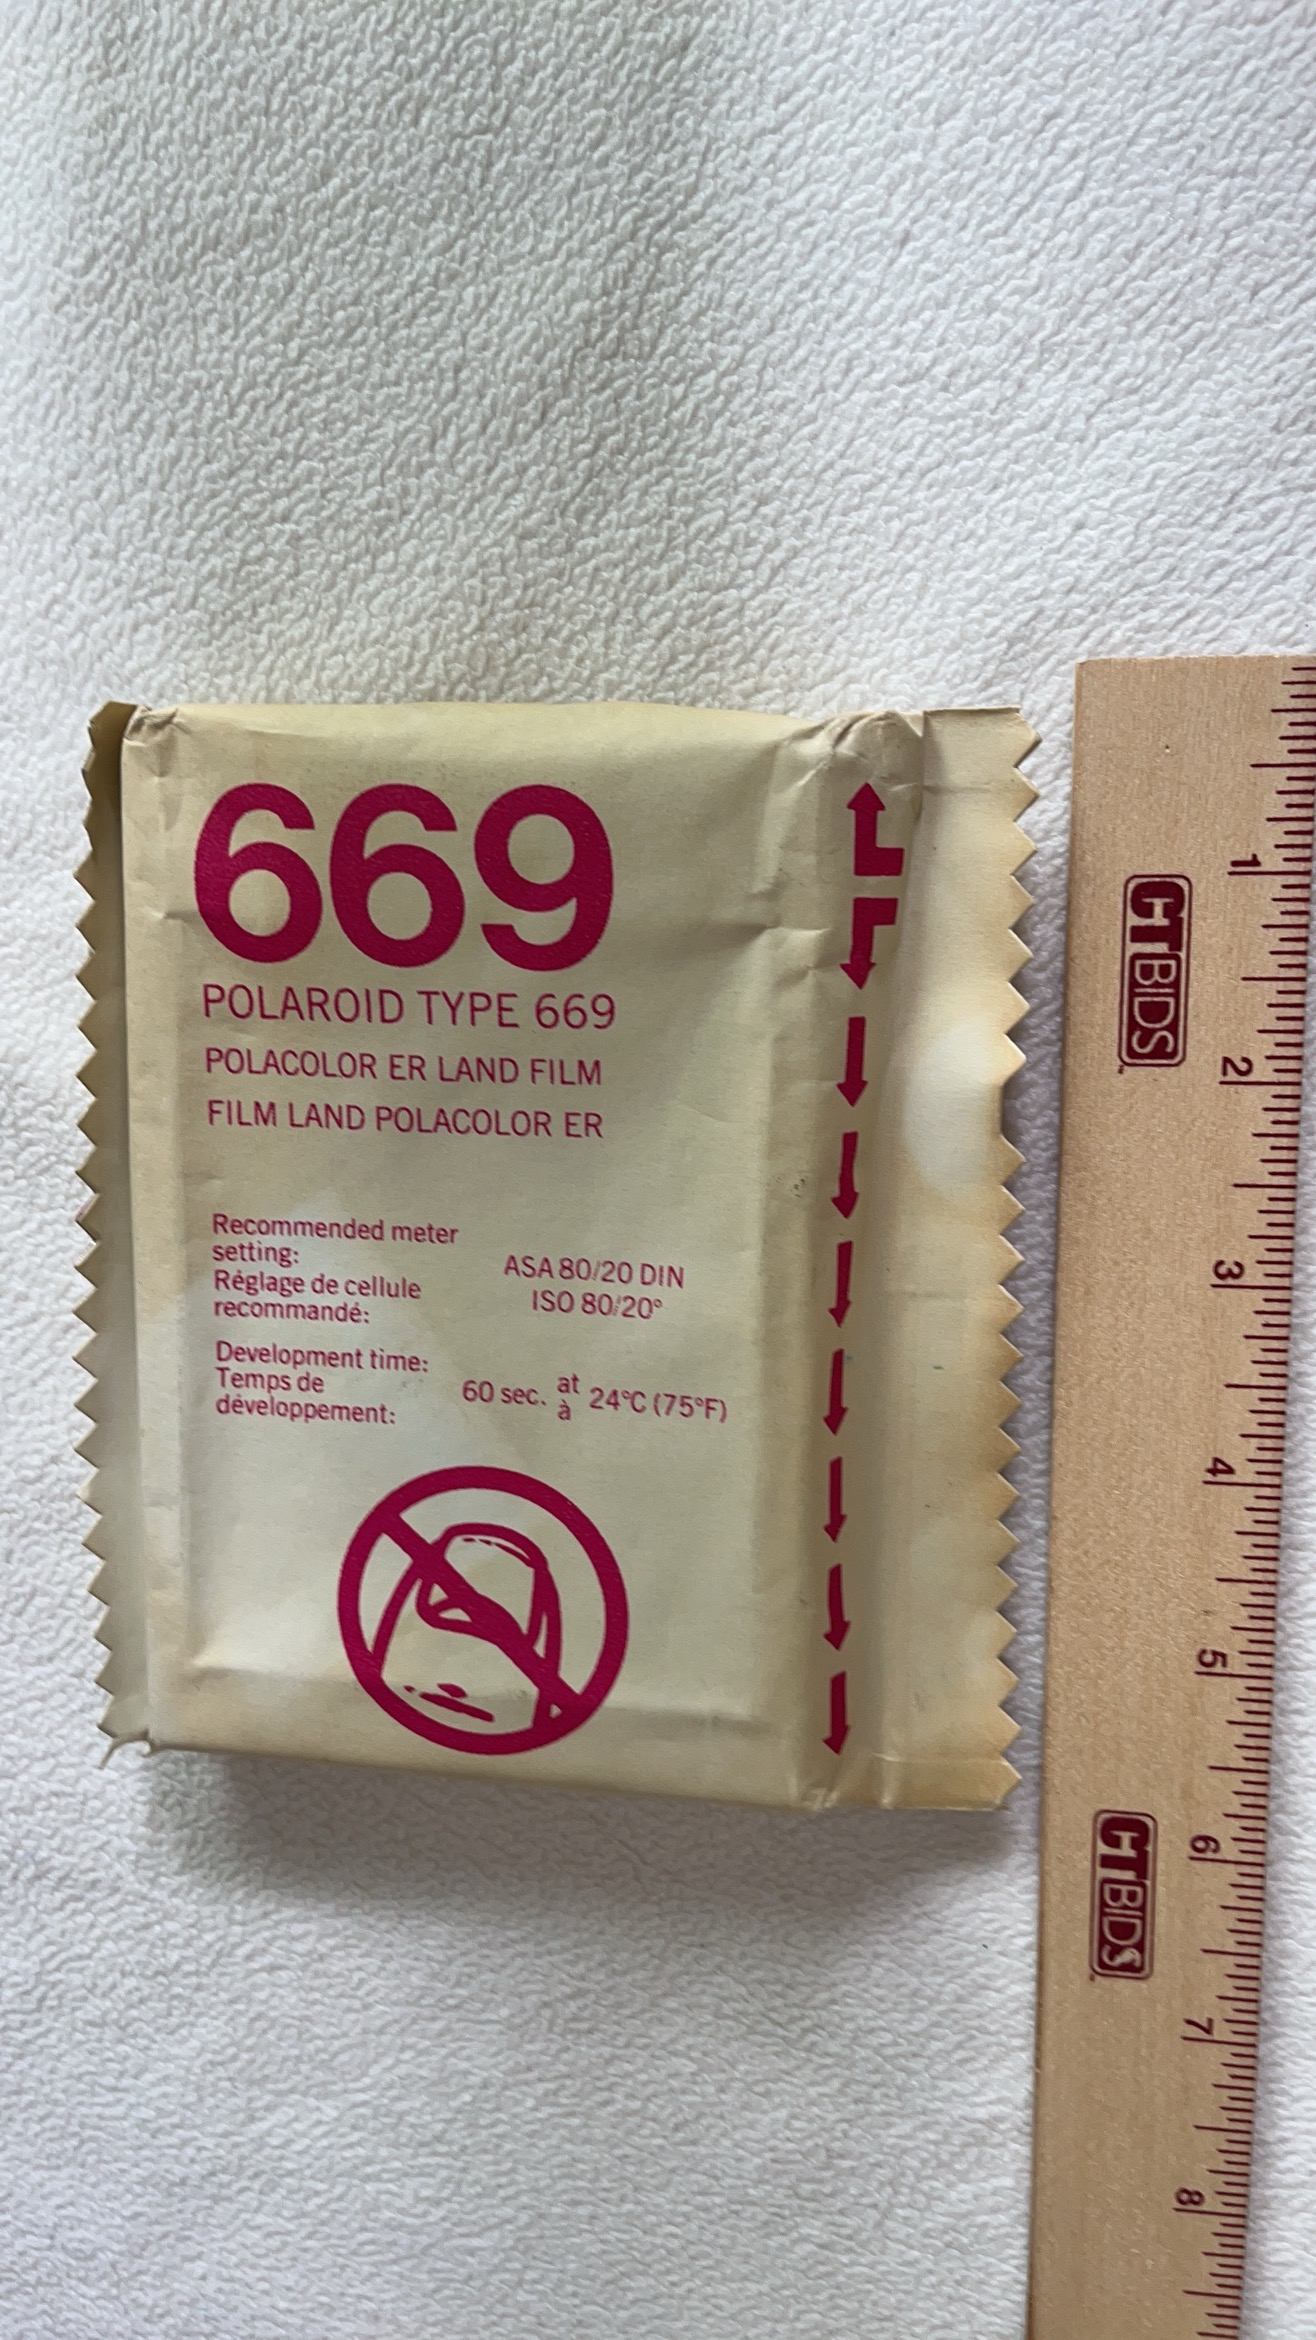 669
POLAROID TYPE 669
POLACOLOR ER LAND FILM
FILM LAND POLACOLOR ER
Recommended meter
setting:
Réglage de cellule
recommandé:
ASA 80/20 DIN
ISO 80/20°
Development time:
Temps de
développement:
60 sec. at à 24°C (75°F)
1
CTBIDS
2
3
4
5
6
CTBIDS
7
8